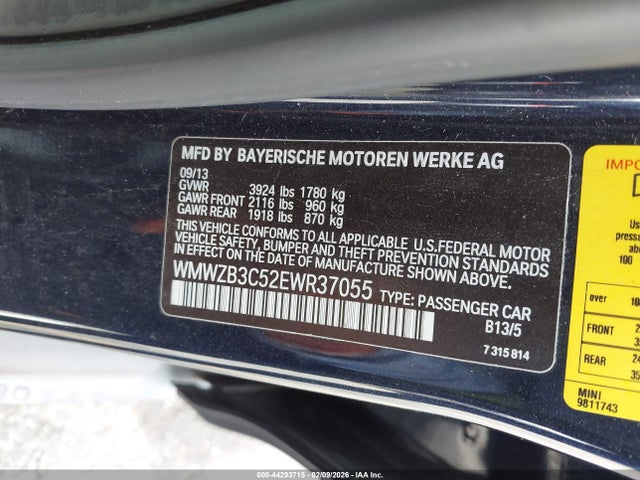 MFD BY BAYERISCHE MOTOREN WERKE AG
09/13
GVWR 3924 lbs 1780 kg
GAWR FRONT 2116 lbs 960 kg
GAWR REAR 1918 lbs 870 kg
THIS VEHICLE CONFORMS TO ALL APPLICABLE U.S.FEDERAL MOTOR
VEHICLE SAFETY, BUMPER AND THEFT PREVENTION STANDARDS
IN EFFECT ON THE DATE OF MANUFACTURE SHOWN ABOVE.
WMWZB3C52EWR37055 TYPE: PASSENGER CAR
B13/5
7 315 814
over
100
FRONT
REAR
24
35
MINI
9811743
000-44293715 - 02/09/2026 - IAA Inc.